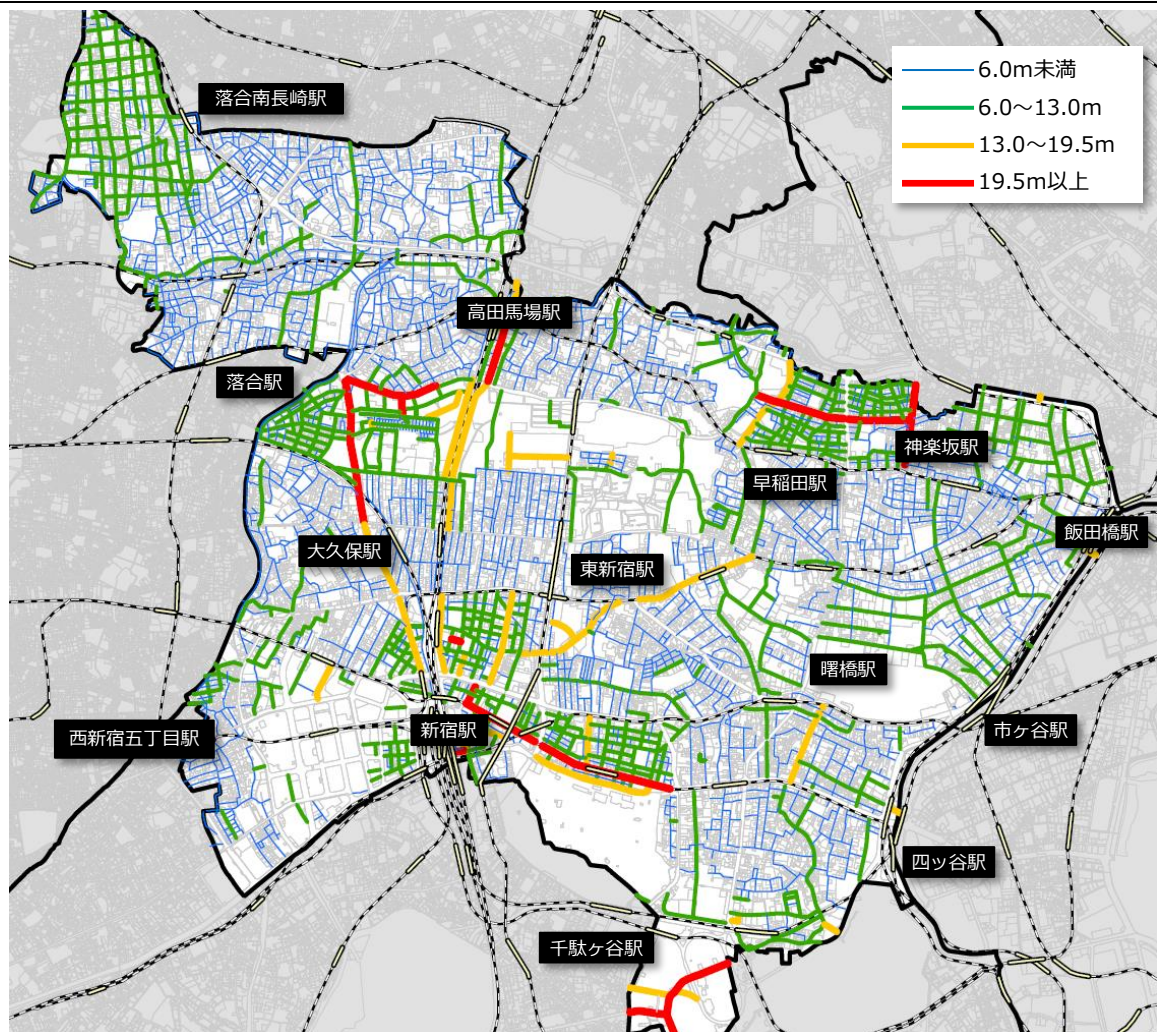 6.0m未満
6.0～13.0m
13.0～19.5m
19.5m以上
落合南長崎駅
高田馬場駅
落合駅
神楽坂駅
早稲田駅
飯田橋駅
大久保駅
東新宿駅
曙橋駅
西新宿五丁目駅
新宿駅
市ヶ谷駅
四ッ谷駅
千駄ヶ谷駅